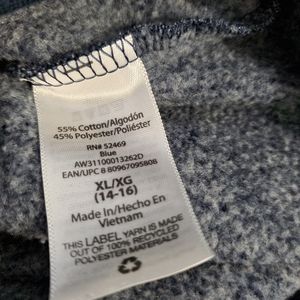 55% Cotton/Algodón
45% Polyester/Poliéster
RN# 52469
Blue
AW31100013262D
EAN/UPC 8 80967095808
XL/XG
(14-16)
Made in/Hecho En
Vietnam
THIS LABEL YARN IS MADE
OUT OF 100% RECYCLED
POLYESTER MATERIALS